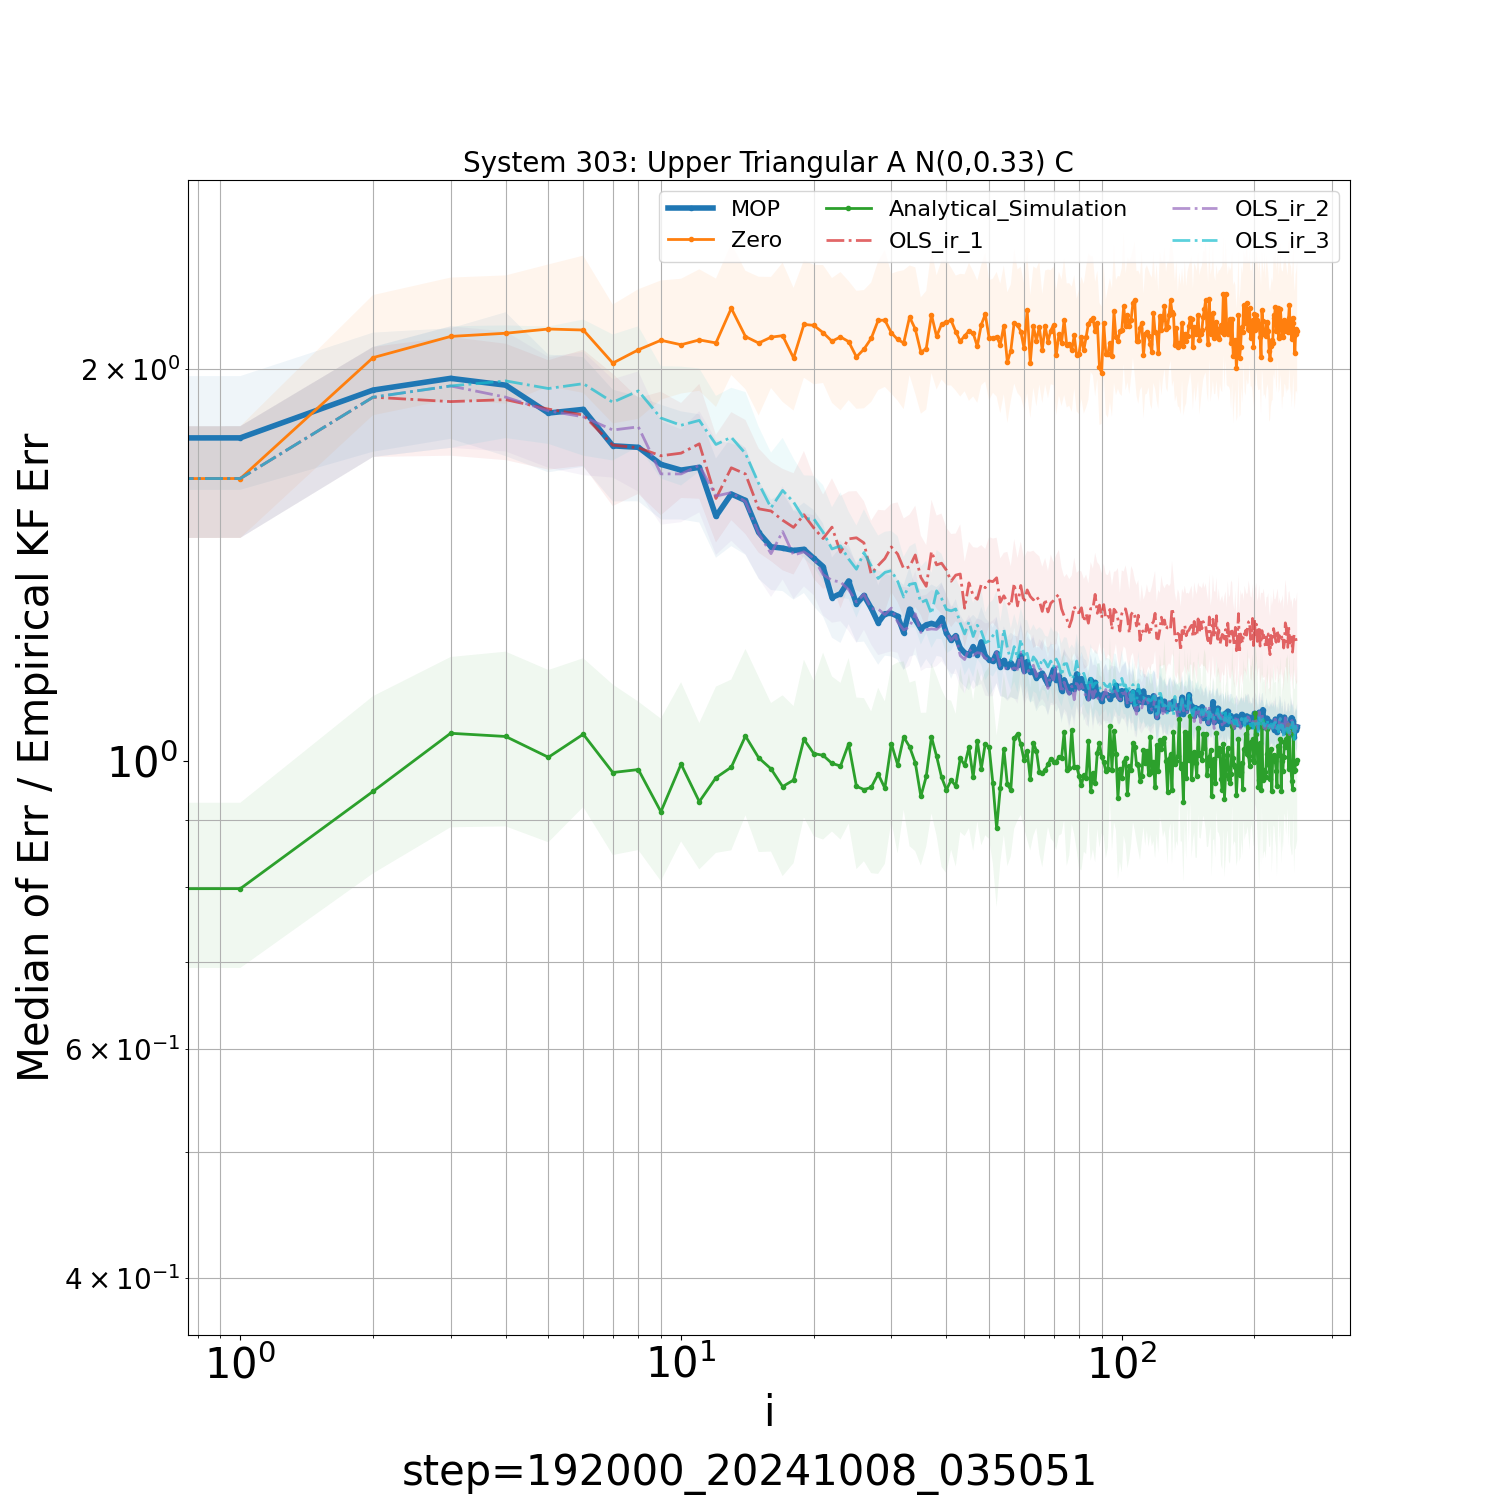 System 303: Upper Triangular A N(0,0.33) C
MOP
Zero
Analytical_Simulation
OLS_ir_1
OLS_ir_2
OLS_ir_3
Median of Err / Empirical KF Err
2 × 10⁰
10⁰
6 × 10⁻¹
4 × 10⁻¹
10⁰ 10¹ 10²
i
step=192000_20241008_035051